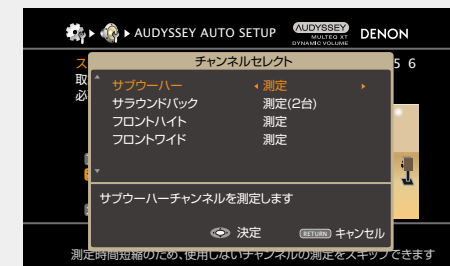 AUDYSSEY AUTO SETUP
AUDYSSEY
MULTEQ XT
DYNAMIC VOLUME
DENON
チャンネルセレクト
ス
5 6
取
必
サブウーハー 測定
サラウンドバック 測定(2台)
フロントハイト 測定
フロントワイド 測定
サブウーハーチャンネルを測定します
決定 RETURN キャンセル
測定時間短縮のため、使用しないチャンネルの測定をスキップできます